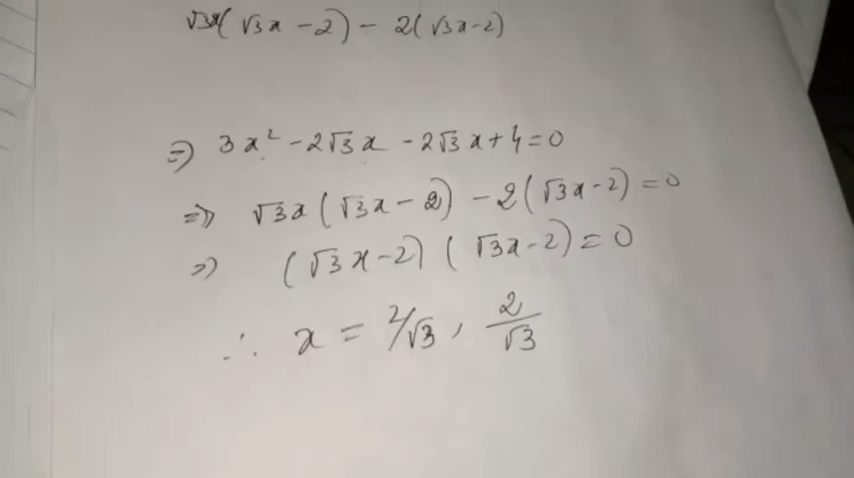 √3x(√3x-2) - 2(√3x-2)
⇒ 3x² - 2√3x - 2√3x + 4 = 0
⇒ √3x(√3x - 2) - 2(√3x-2) = 0
⇒ (√3x-2)(√3x-2) = 0
∴ x = 2/√3, 2/√3